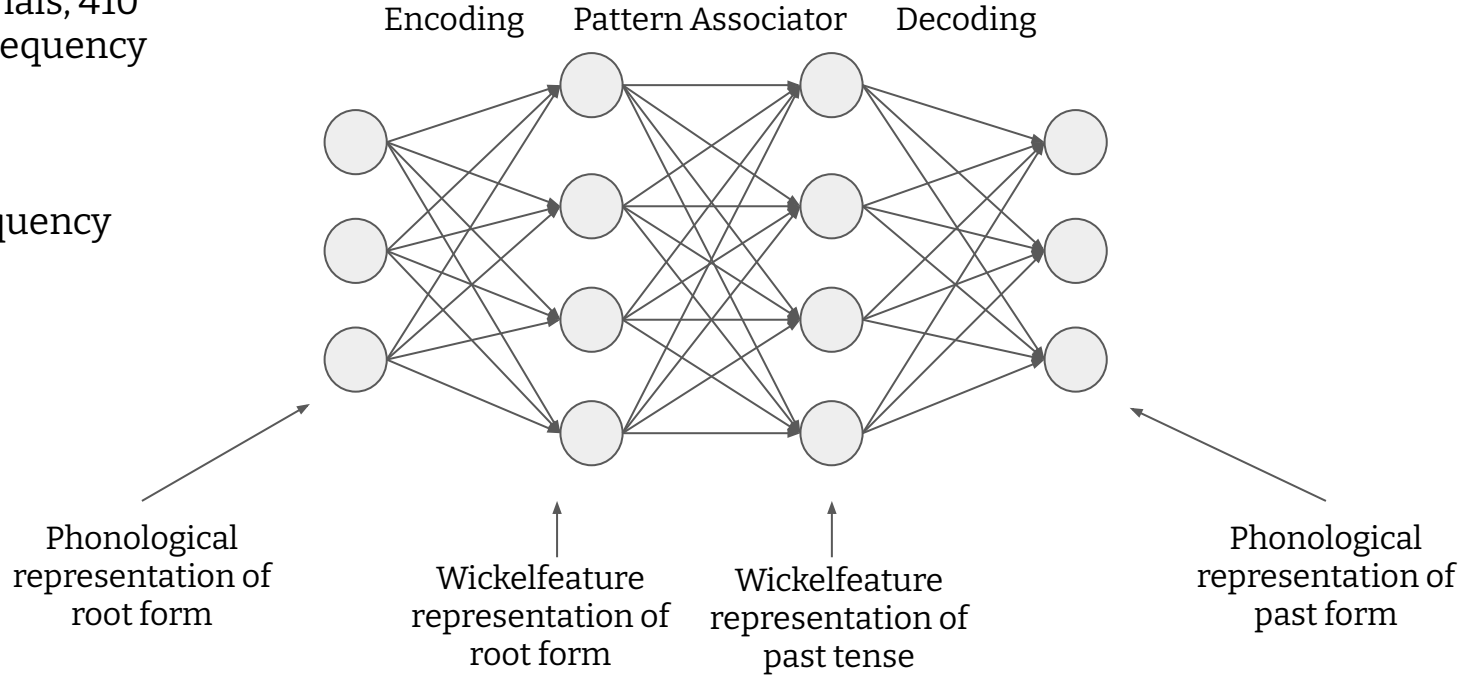 410
Encoding Pattern Associator Decoding
Phonological
representation of
root form
Wickelfeature
representation of
root form
Wickelfeature
representation of
past tense
Phonological
representation of
past form